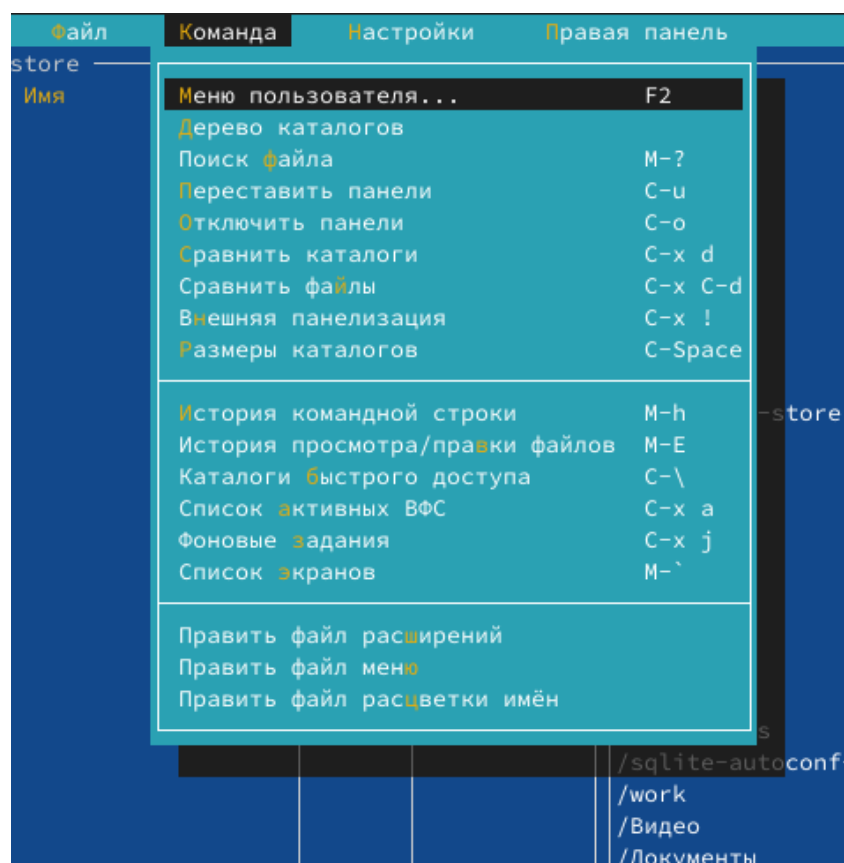 Файл Команда Настройки Правая панель
store
Имя
Меню пользователя... F2
Дерево каталогов
Поиск файла M-?
Переставить панели C-u
Отключить панели C-o
Сравнить каталоги C-x d
Сравнить файлы C-x C-d
Внешняя панелизация C-x !
Размеры каталогов C-Space
История командной строки M-h
-store
История просмотра/правки файлов M-E
Каталоги быстрого доступа C-\
Список активных ВФС C-x a
Фоновые задания C-x j
Список экранов M-`
Править файл расширений
Править файл меню
Править файл расцветки имён
s
/sqlite-autoconf-
/work
/Видео
/Документы